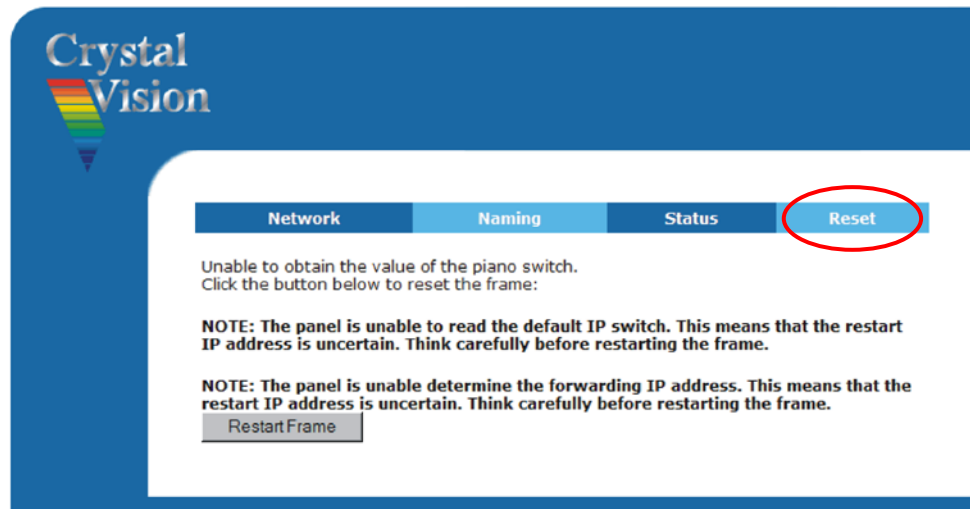 Crystal
Vision
Network Naming Status Reset
Unable to obtain the value of the piano switch.
Click the button below to reset the frame:
NOTE: The panel is unable to read the default IP switch. This means that the restart
IP address is uncertain. Think carefully before restarting the frame.
NOTE: The panel is unable determine the forwarding IP address. This means that the
restart IP address is uncertain. Think carefully before restarting the frame.
Restart Frame